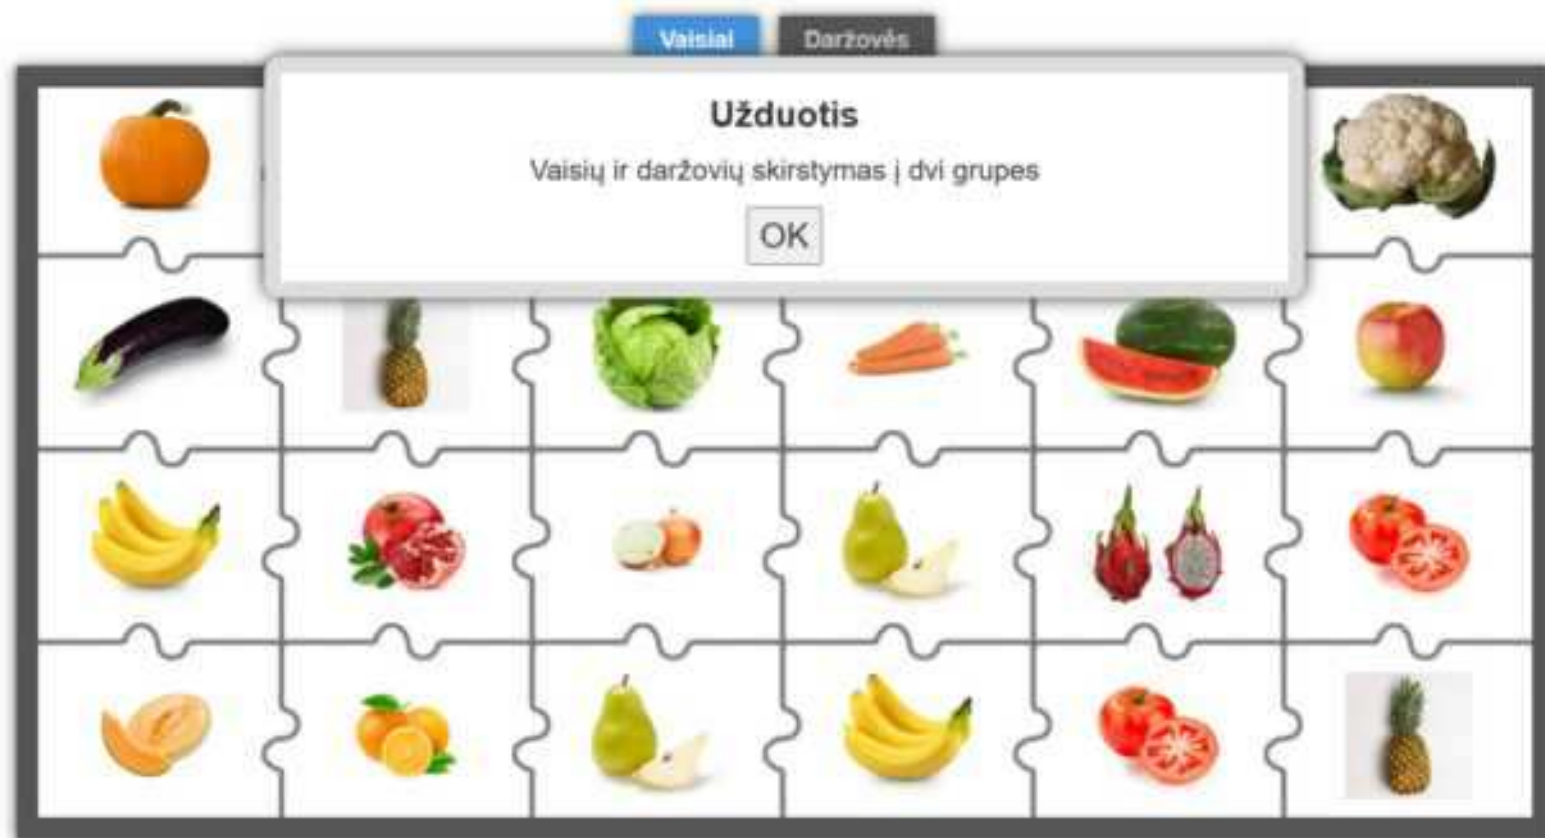 Vaisiai
Daržovės
Užduotis
Vaisių ir daržovių skirstymas į dvi grupes
OK